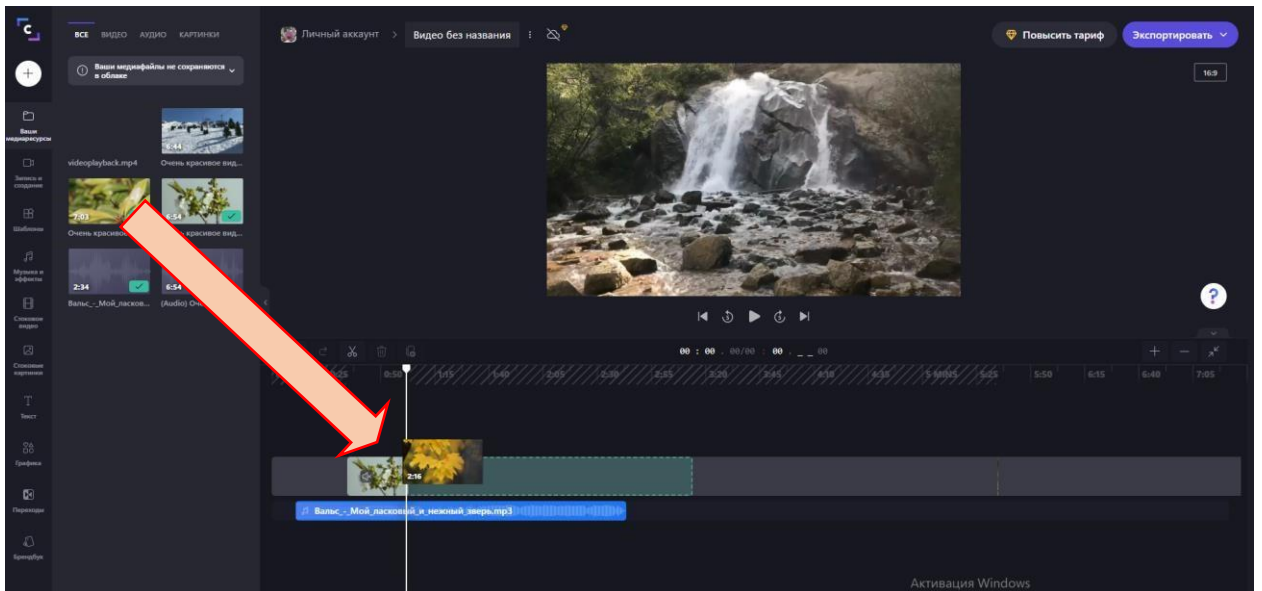 ВСЕ ВИДЕО АУДИО КАРТИНКИ
Личный аккаунт > Видео без названия
Повысить тариф
Экспортировать
Ваши медиафайлы не сохраняются
в облаке
16:9
Ваши
медиаресурсы
Запись и
создание
Шаблоны
Музыка и
эффекты
Стоковое
видео
Стоковые
картинки
Текст
Графика
Переходы
Брендбук
6:44
videoplayback.mp4 Очень красивое вид...
7:03 6:54
Очень красивое вид...
2:34 6:54
Вальс_-_Мой_ласков... (Audio)
00 : 00 . 00/00 : 00 . _ _ 00
0:50 1:15 1:40 2:05 2:30 2:55 3:20 3:45 4:10 4:35 5 MINS 5:25 5:50 6:15 6:40 7:05
2:16
Вальс_-_Мой_ласковый_и_нежный_зверь.mp3
Активация Windows